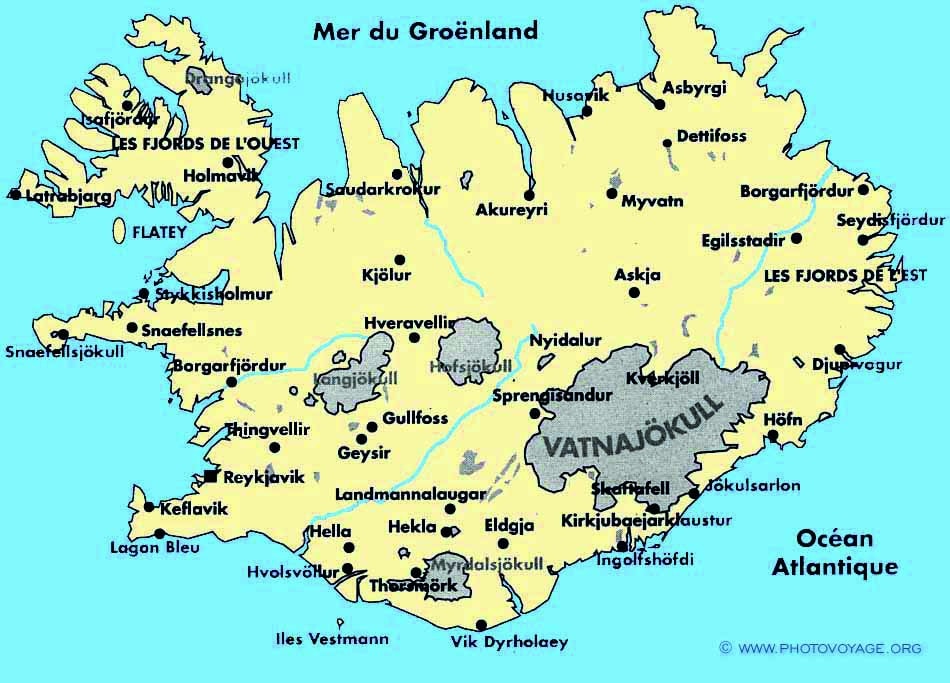 Mer du Groënland
Drangajökull
Husavik
Asbyrgi
Isafjördur
Dettifoss
LES FJORDS DE L'OUEST
Holmavik
Saudarkrokur
Latrabjarg
Akureyri
Myvatn
Borgarfjördur
Seydisfjördur
FLATEY
Egilsstadir
Kjölur
Askja
LES FJORDS DE L'EST
Stykkisholmur
Snaefellsnes
Hveravellir
Snaefellsjökull
Nyidalur
Borgarfjördur
Langjökull
Hofsjökull
Kverkjöll
Djupivogur
Sprengisandur
Gullfoss
VATNAJÖKULL
Höfn
Thingvellir
Geysir
Reykjavik
Landmannalaugar
Skaftafell
Jökulsarlon
Keflavik
Hekla
Eldgja
Kirkjubaejarklaustur
Hella
Lagon Bleu
Océan
Atlantique
Ingolfshöfdi
Hvolsvöllur
Myrdalsjökull
Thorsmörk
Iles Vestmann
Vik Dyrholaey
© WWW.PHOTOVOYAGE.ORG